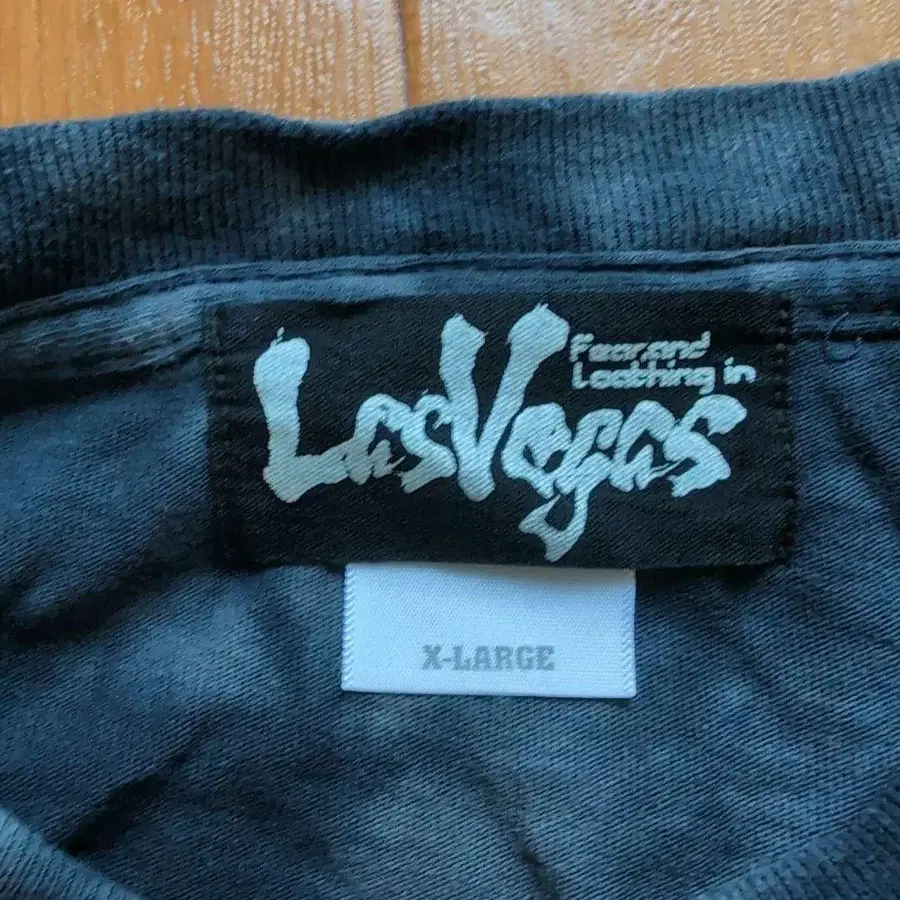 Fear,and
Loathing in
LasVegas
X-LARGE